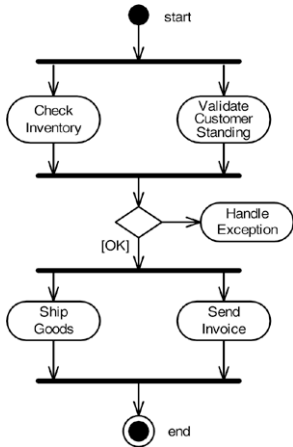 start
Check
Inventory
Validate
Customer
Standing
Handle
Exception
[OK]
Ship
Goods
Send
Invoice
end